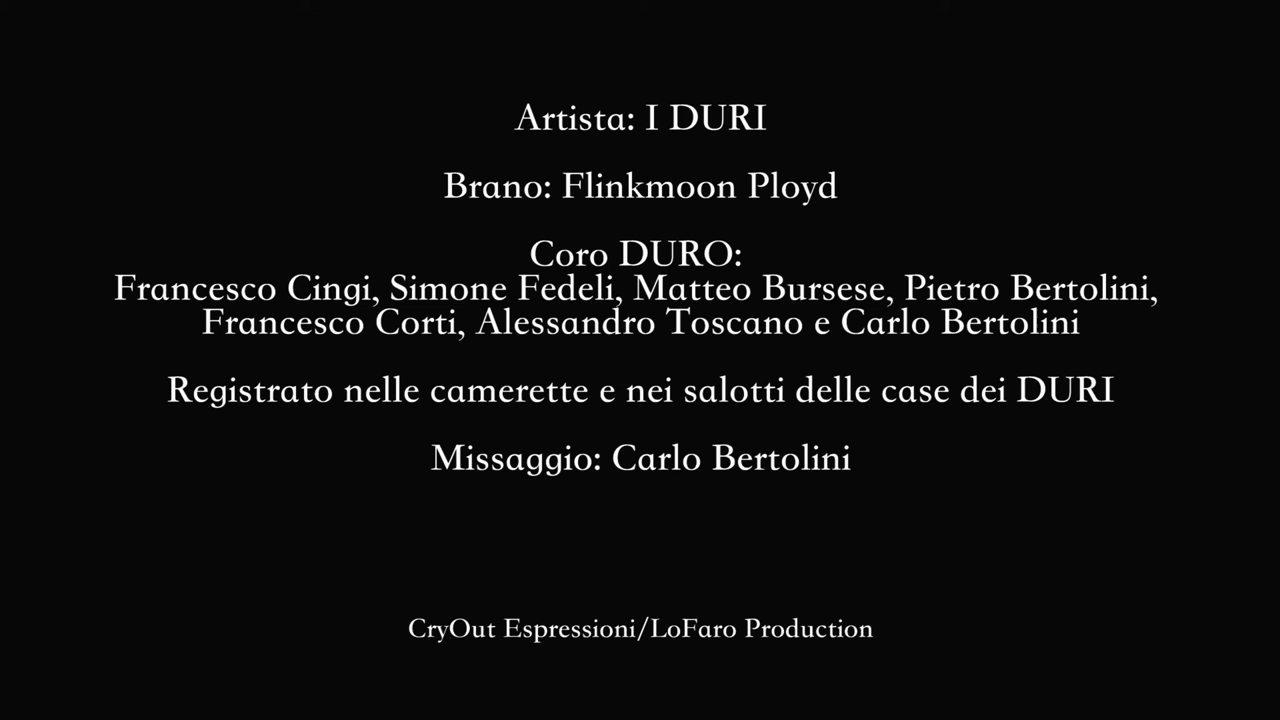 Artista: I DURI
Brano: Flinkmoon Ployd
Coro DURO:
Francesco Cingi, Simone Fedeli, Matteo Bursese, Pietro Bertolini,
Francesco Corti, Alessandro Toscano e Carlo Bertolini
Registrato nelle camerette e nei salotti delle case dei DURI
Missaggio: Carlo Bertolini
CryOut Espressioni/LoFaro Production